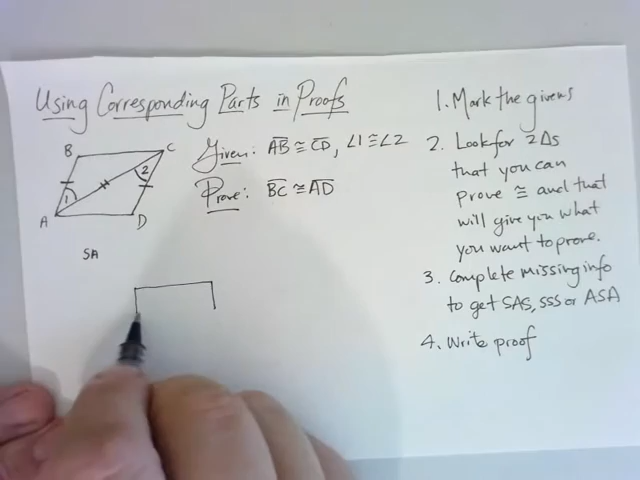 Using Corresponding Parts in Proofs
B
C
A
D
1
2
Given: AB ≅ CD, ∠1 ≅ ∠2
Prove: BC ≅ AD
SA
1. Mark the givens
2. Look for 2 Δs
that you can
prove ≅ and that
will give you what
you want to prove.
3. Complete missing info
to get SAS, SSS or ASA
4. Write proof